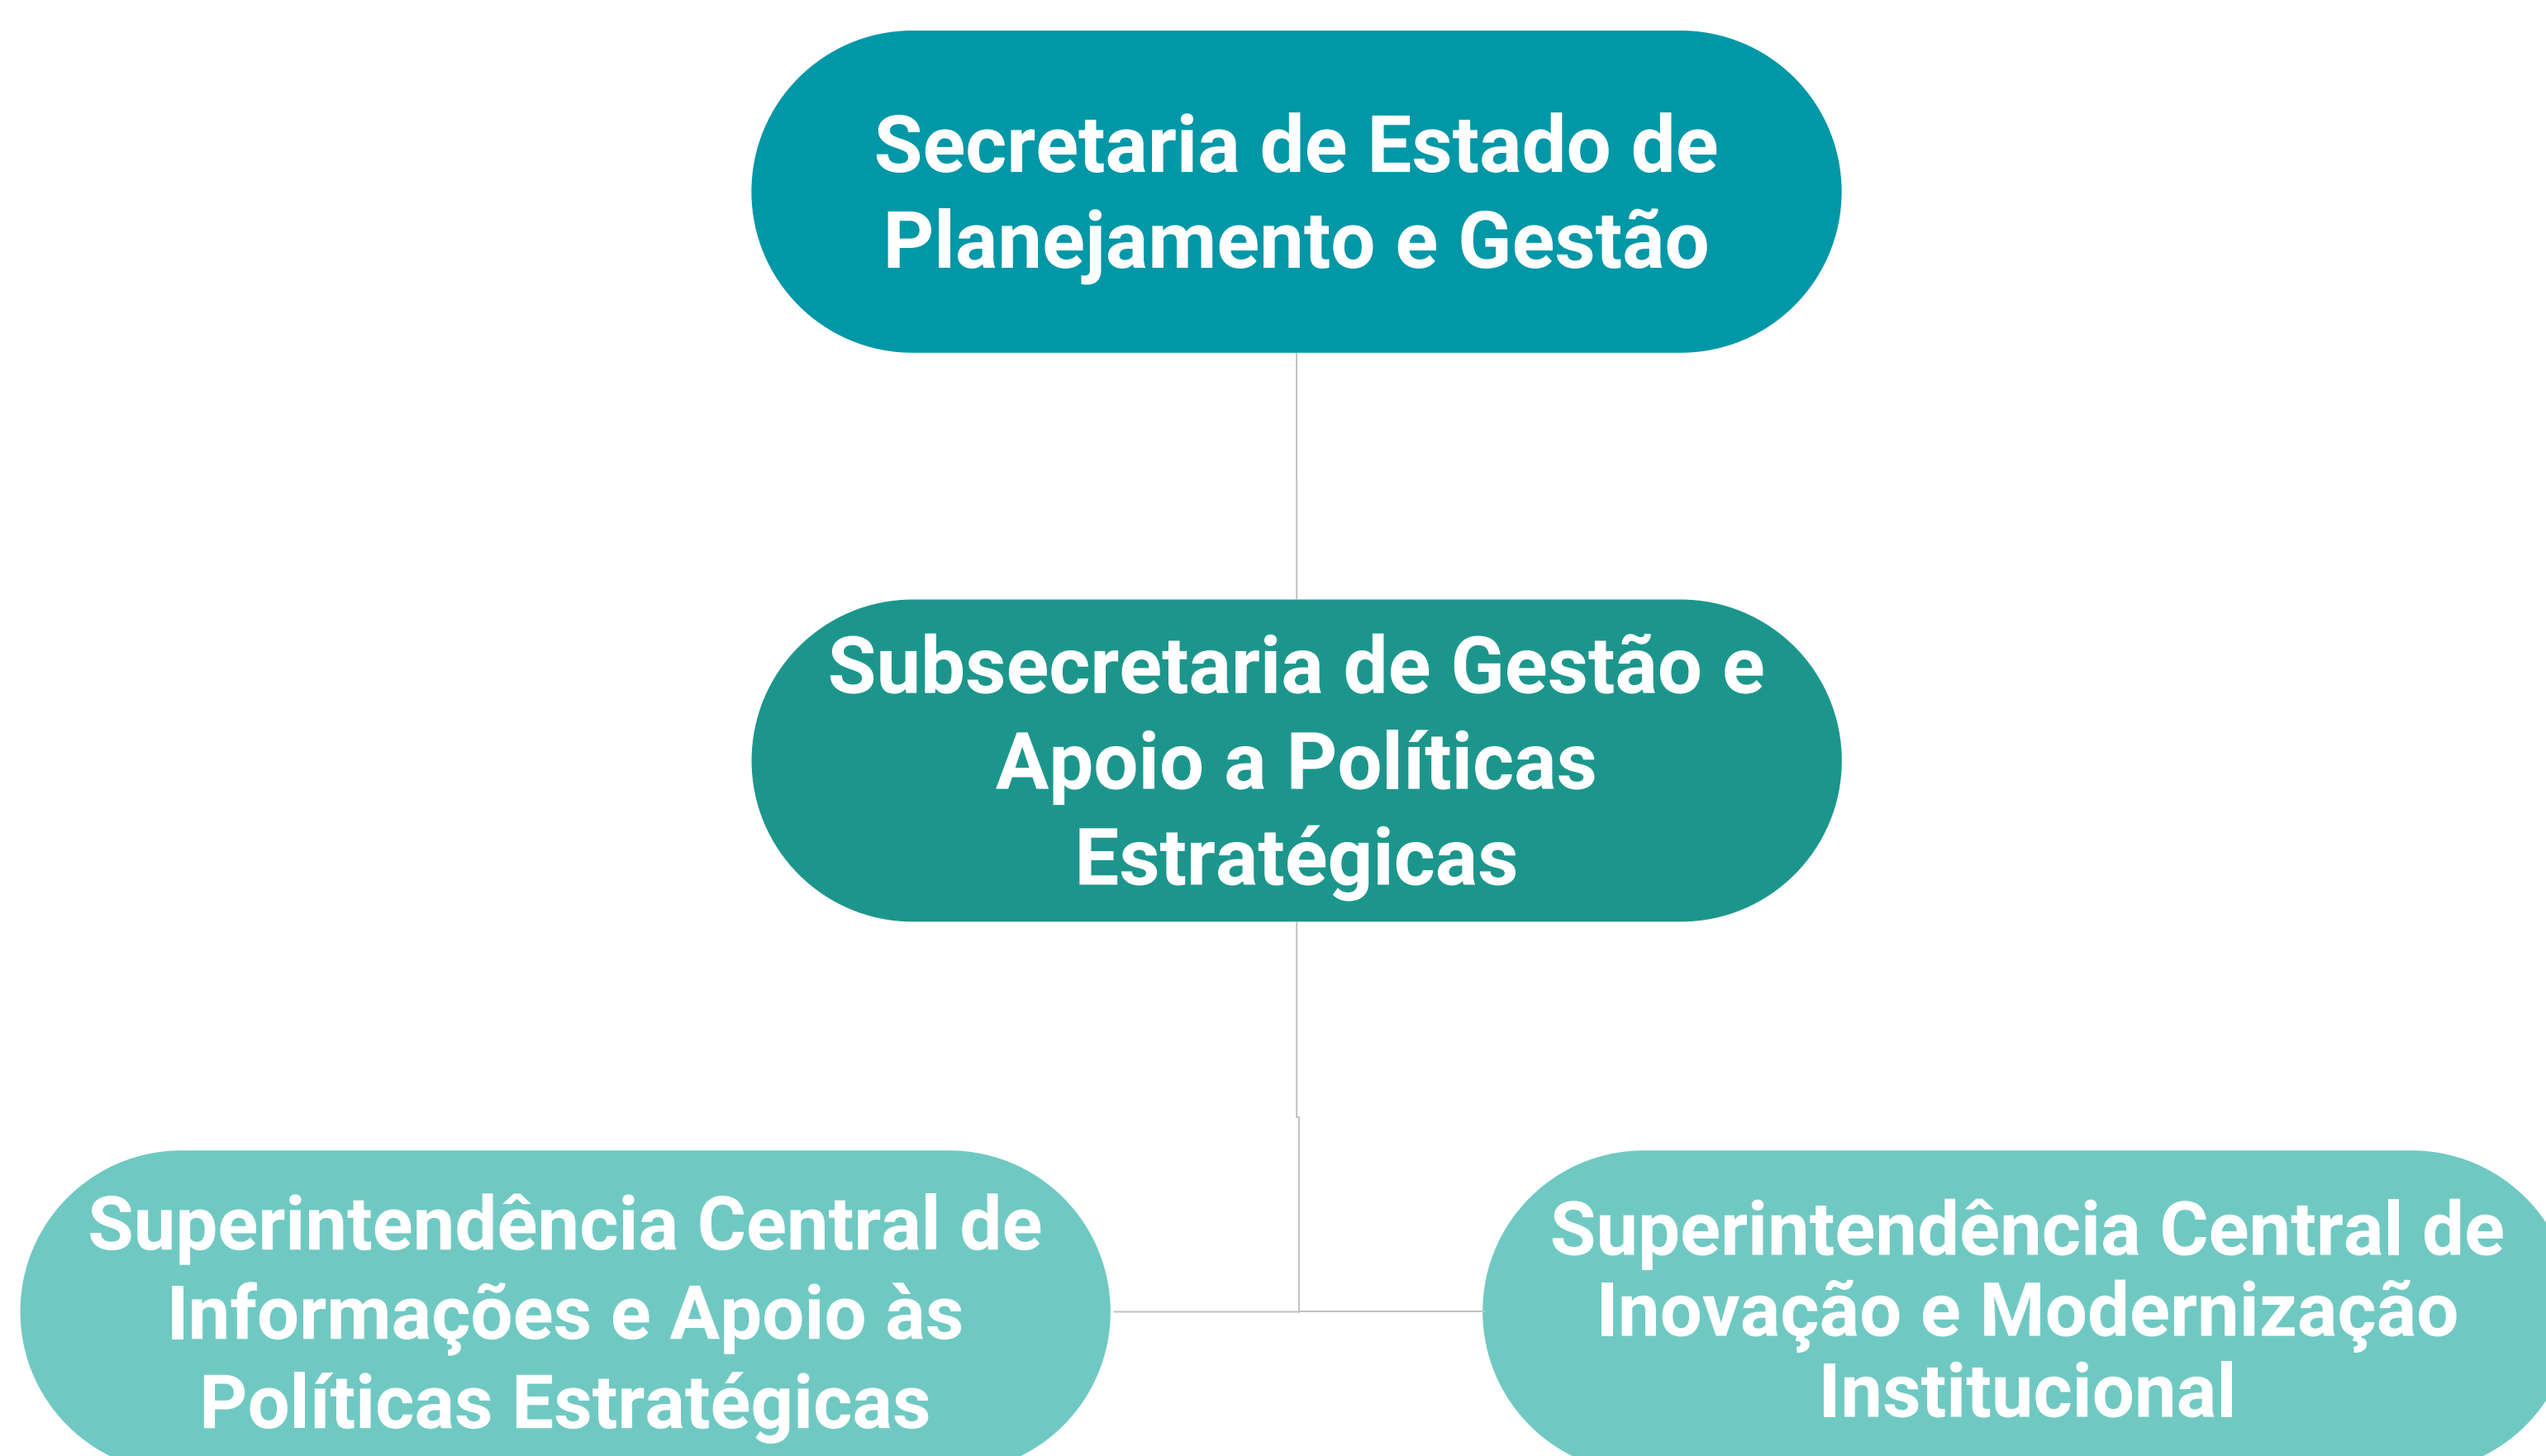 Secretaria de Estado de
Planejamento e Gestão
Subsecretaria de Gestão e
Apoio a Políticas
Estratégicas
Superintendência Central de
Informações e Apoio às
Políticas Estratégicas
Superintendência Central de
Inovação e Modernização
Institucional